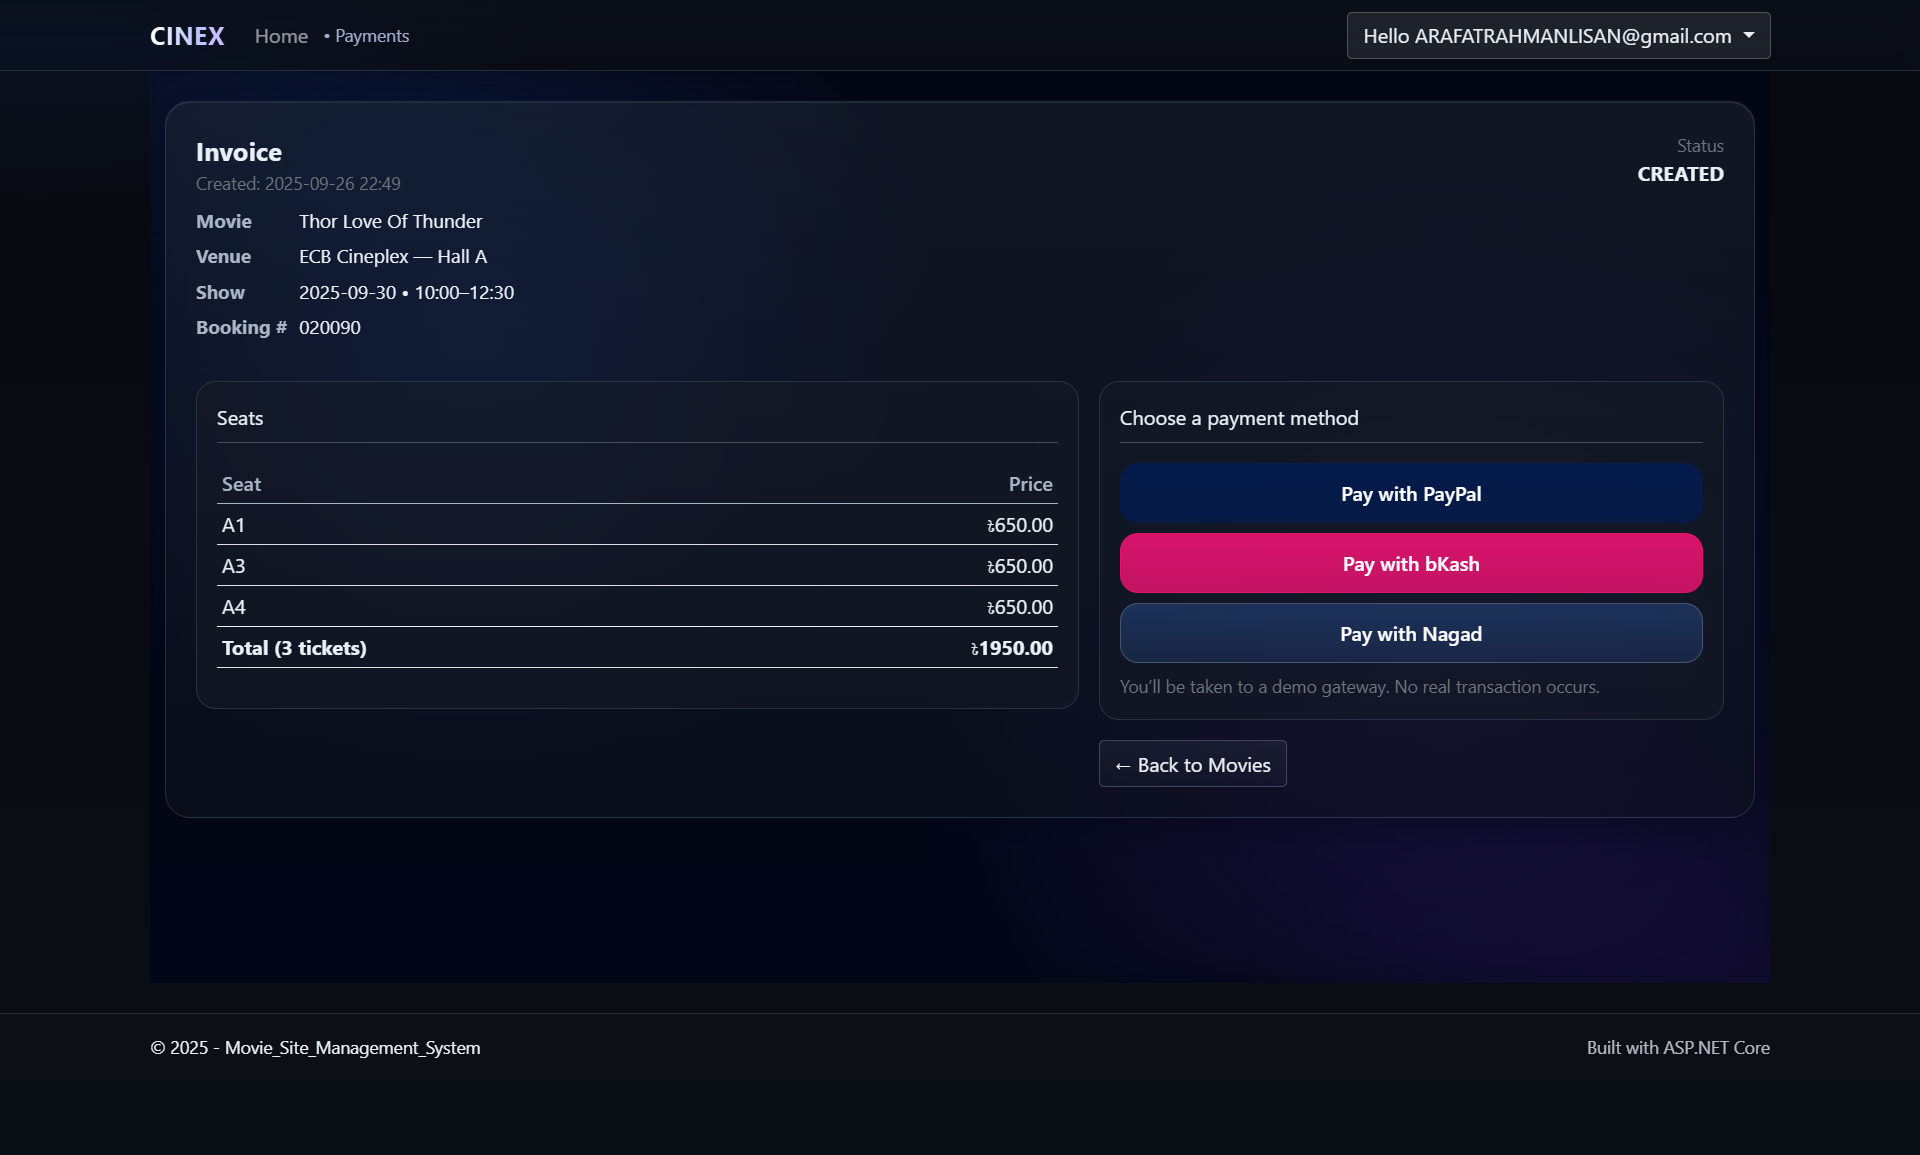 CINEX Home • Payments Hello ARAFATRAHMANLISAN@gmail.com
Invoice
Status
Created: 2025-09-26 22:49
CREATED
Movie Thor Love Of Thunder
Venue ECB Cineplex — Hall A
Show 2025-09-30 • 10:00–12:30
Booking # 020090
Seats
Seat Price
A1 ৳650.00
A3 ৳650.00
A4 ৳650.00
Total (3 tickets) ৳1950.00
Choose a payment method
Pay with PayPal
Pay with bKash
Pay with Nagad
You’ll be taken to a demo gateway. No real transaction occurs.
← Back to Movies
© 2025 - Movie_Site_Management_System Built with ASP.NET Core